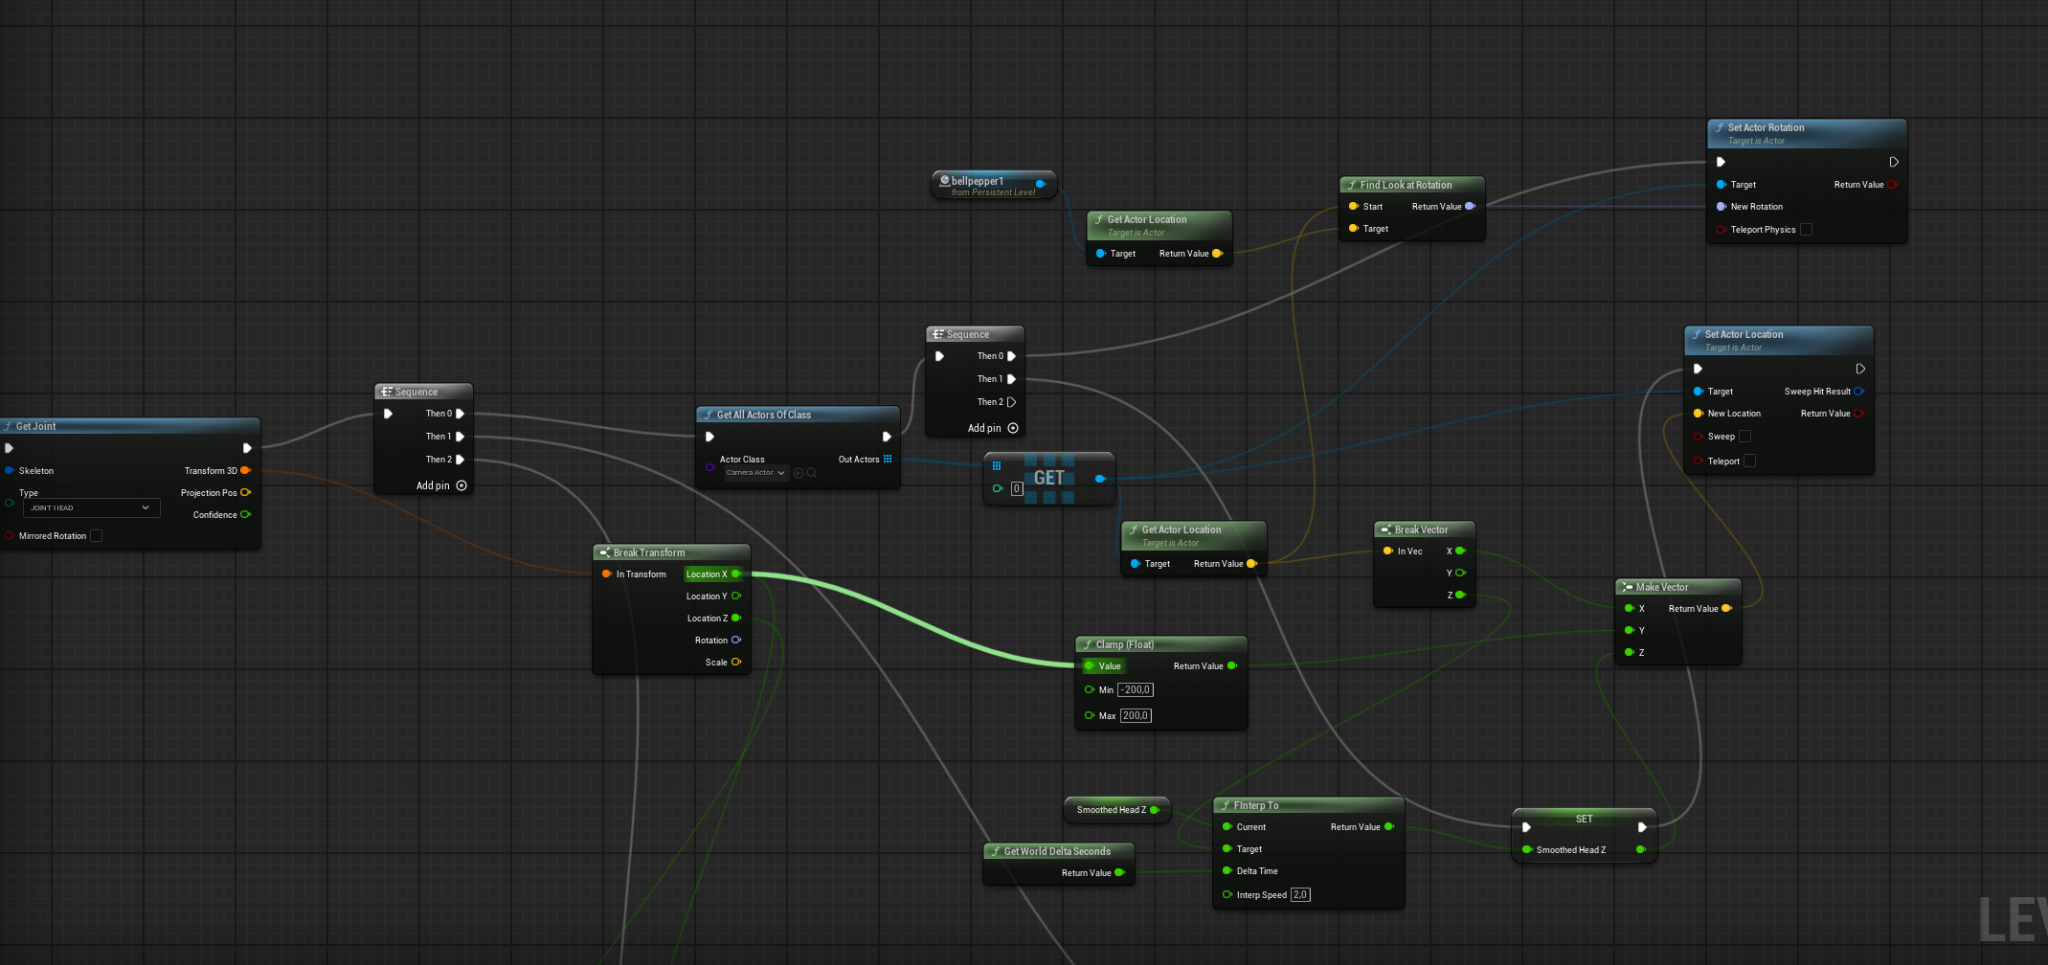 Set Actor Rotation
Target is Actor
Target
Return Value
New Rotation
Teleport Physics
bellpepper1
from Persistent Level
Get Actor Location
Target is Actor
Target
Return Value
Find Look at Rotation
Start
Return Value
Target
Sequence
Then 0
Then 1
Then 2
Add pin
Set Actor Location
Target is Actor
Target
Sweep Hit Result
New Location
Return Value
Sweep
Teleport
Get Joint
Skeleton
Transform 3D
Type
Projection Pos
JOINT HEAD
Confidence
Mirrored Rotation
Sequence
Then 0
Then 1
Then 2
Add pin
Get All Actors Of Class
Actor Class
Out Actors
Camera Actor
GET
0
Get Actor Location
Target is Actor
Target
Return Value
Break Vector
In Vec
X
Y
Z
Break Transform
In Transform
Location X
Location Y
Location Z
Rotation
Scale
Make Vector
X
Return Value
Y
Z
Clamp (Float)
Value
Return Value
Min -200,0
Max 200,0
Smoothed Head Z
FInterp To
Current
Return Value
Target
Delta Time
Interp Speed 2,0
Get World Delta Seconds
Return Value
SET
Smoothed Head Z